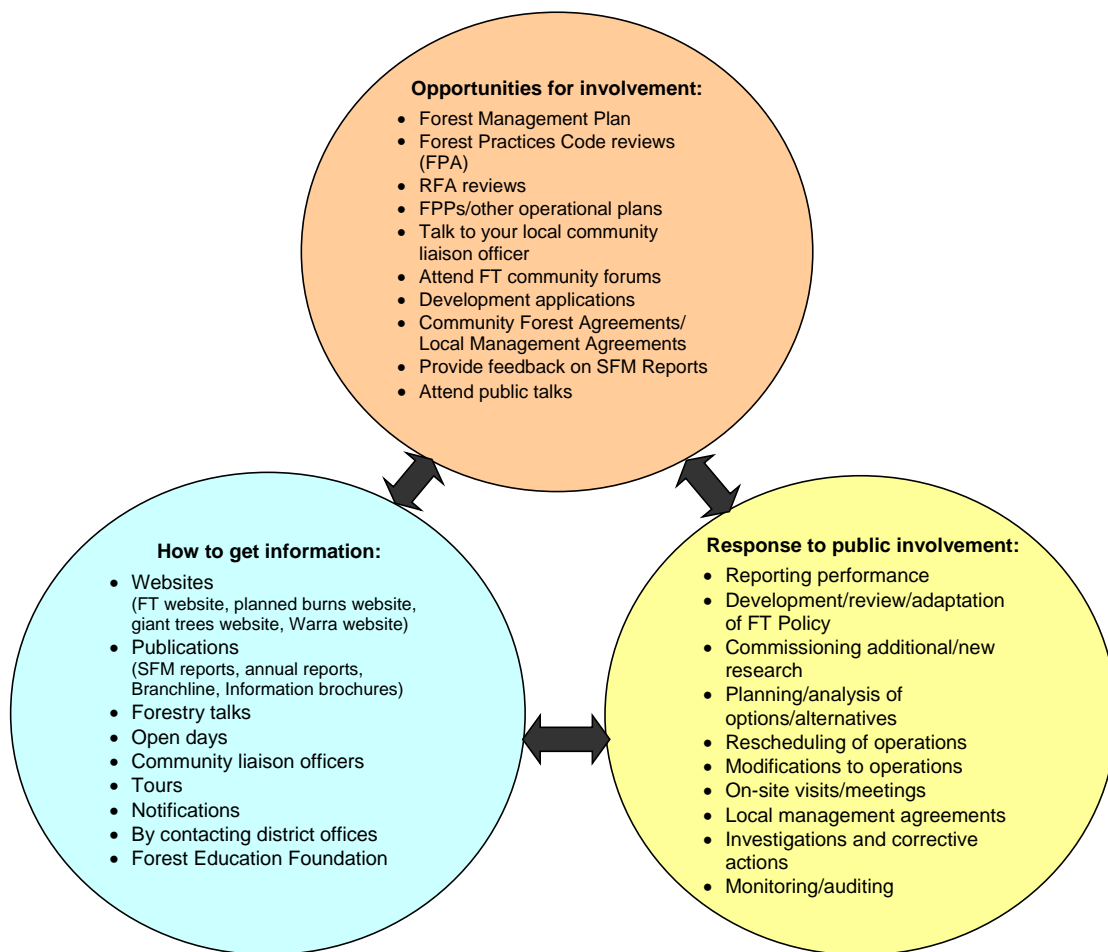 Opportunities for involvement:
• Forest Management Plan
• Forest Practices Code reviews
(FPA)
• RFA reviews
• FPPs/other operational plans
• Talk to your local community
liaison officer
• Attend FT community forums
• Development applications
• Community Forest Agreements/
Local Management Agreements
• Provide feedback on SFM Reports
• Attend public talks
How to get information:
• Websites
(FT website, planned burns website,
giant trees website, Warra website)
• Publications
(SFM reports, annual reports,
Branchline, Information brochures)
• Forestry talks
• Open days
• Community liaison officers
• Tours
• Notifications
• By contacting district offices
• Forest Education Foundation
Response to public involvement:
• Reporting performance
• Development/review/adaptation
of FT Policy
• Commissioning additional/new
research
• Planning/analysis of
options/alternatives
• Rescheduling of operations
• Modifications to operations
• On-site visits/meetings
• Local management agreements
• Investigations and corrective
actions
• Monitoring/auditing